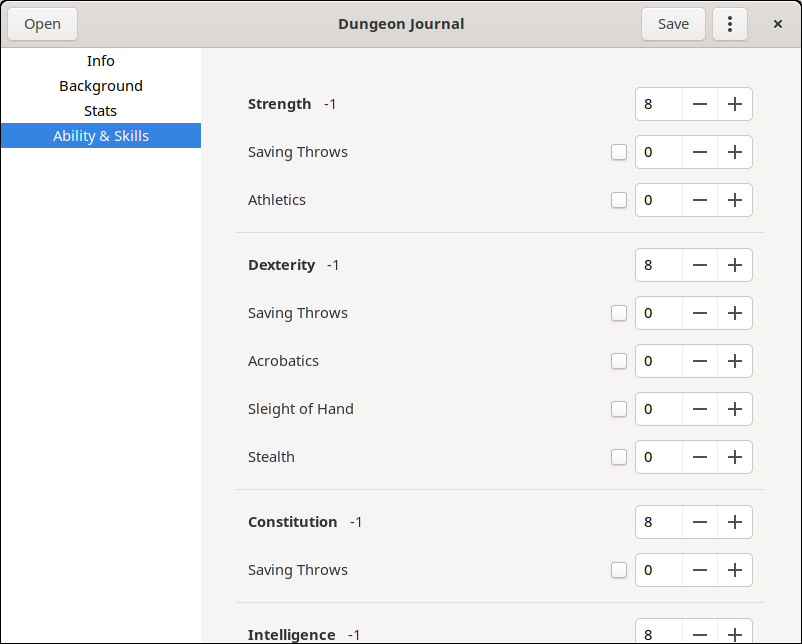 Open Dungeon Journal Save
Info
Background
Stats
Ability & Skills
Strength -1 8
Saving Throws 0
Athletics 0
Dexterity -1 8
Saving Throws 0
Acrobatics 0
Sleight of Hand 0
Stealth 0
Constitution -1 8
Saving Throws 0
Intelligence -1 8